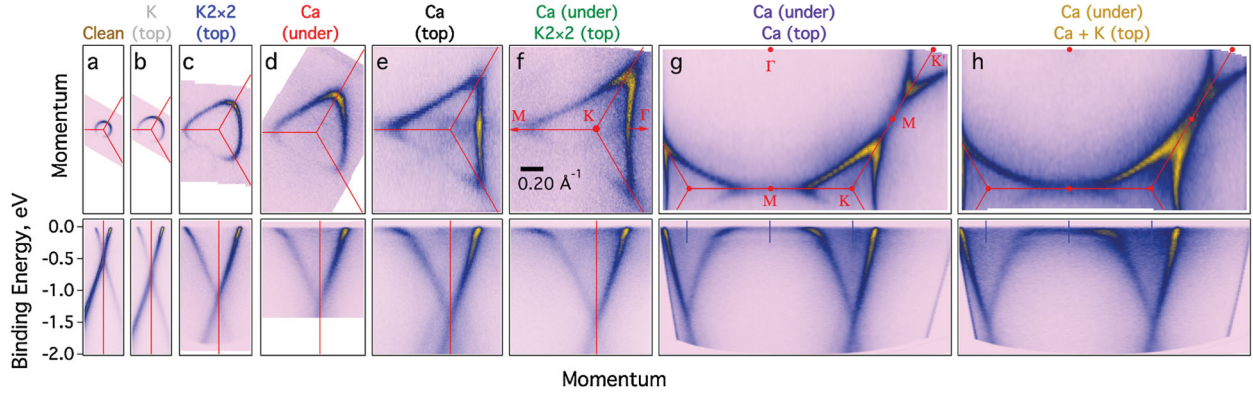 Clean
K
(top)
K2×2
(top)
Ca
(under)
Ca
(top)
Ca (under)
K2×2 (top)
Ca (under)
Ca (top)
Ca (under)
Ca + K (top)
a
b
c
d
e
f
g
h
Momentum
M
K
Γ
0.20 Å⁻¹
Γ
K'
M
M
K
Binding Energy, eV
0.0
-0.5
-1.0
-1.5
-2.0
Momentum